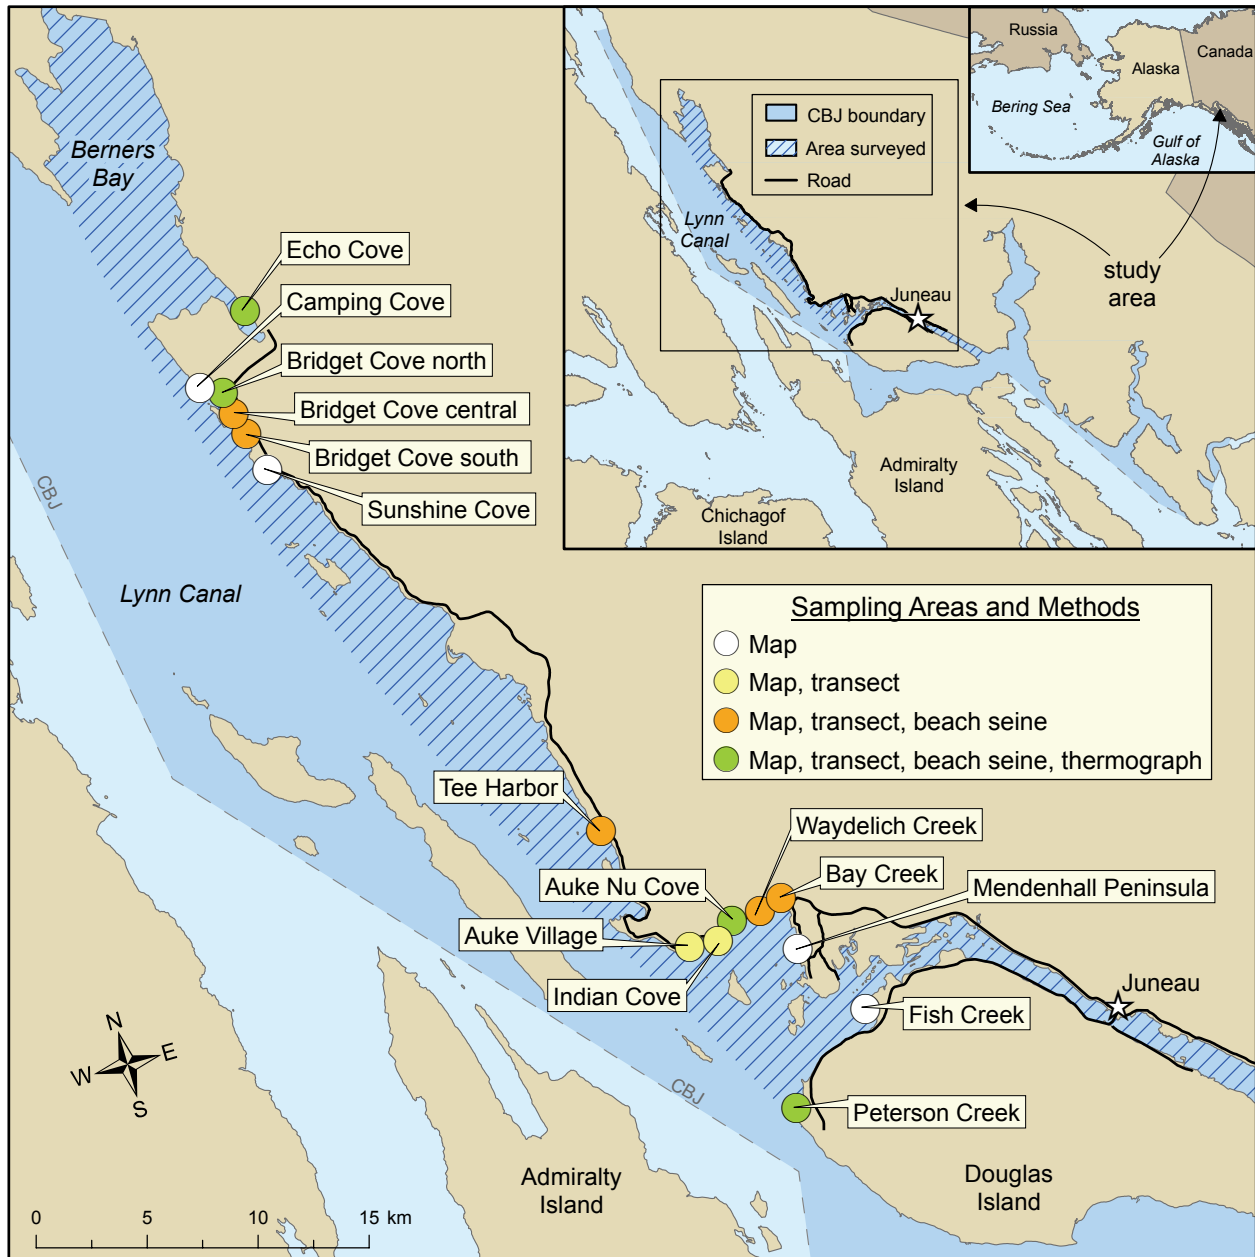 Berners
Bay
Echo Cove
Camping Cove
Bridget Cove north
Bridget Cove central
Bridget Cove south
Sunshine Cove
CBJ
Lynn Canal
Tee Harbor
Waydelich Creek
Bay Creek
Auke Nu Cove
Mendenhall Peninsula
Auke Village
Indian Cove
Fish Creek
Juneau
Peterson Creek
CBJ
Admiralty
Island
Douglas
Island
N
W
E
S
0 5 10 15 km
CBJ boundary
Area surveyed
Road
Lynn
Canal
Juneau
study
area
Admiralty
Island
Chichagof
Island
Russia
Canada
Alaska
Bering Sea
Gulf of
Alaska
Sampling Areas and Methods
Map
Map, transect
Map, transect, beach seine
Map, transect, beach seine, thermograph